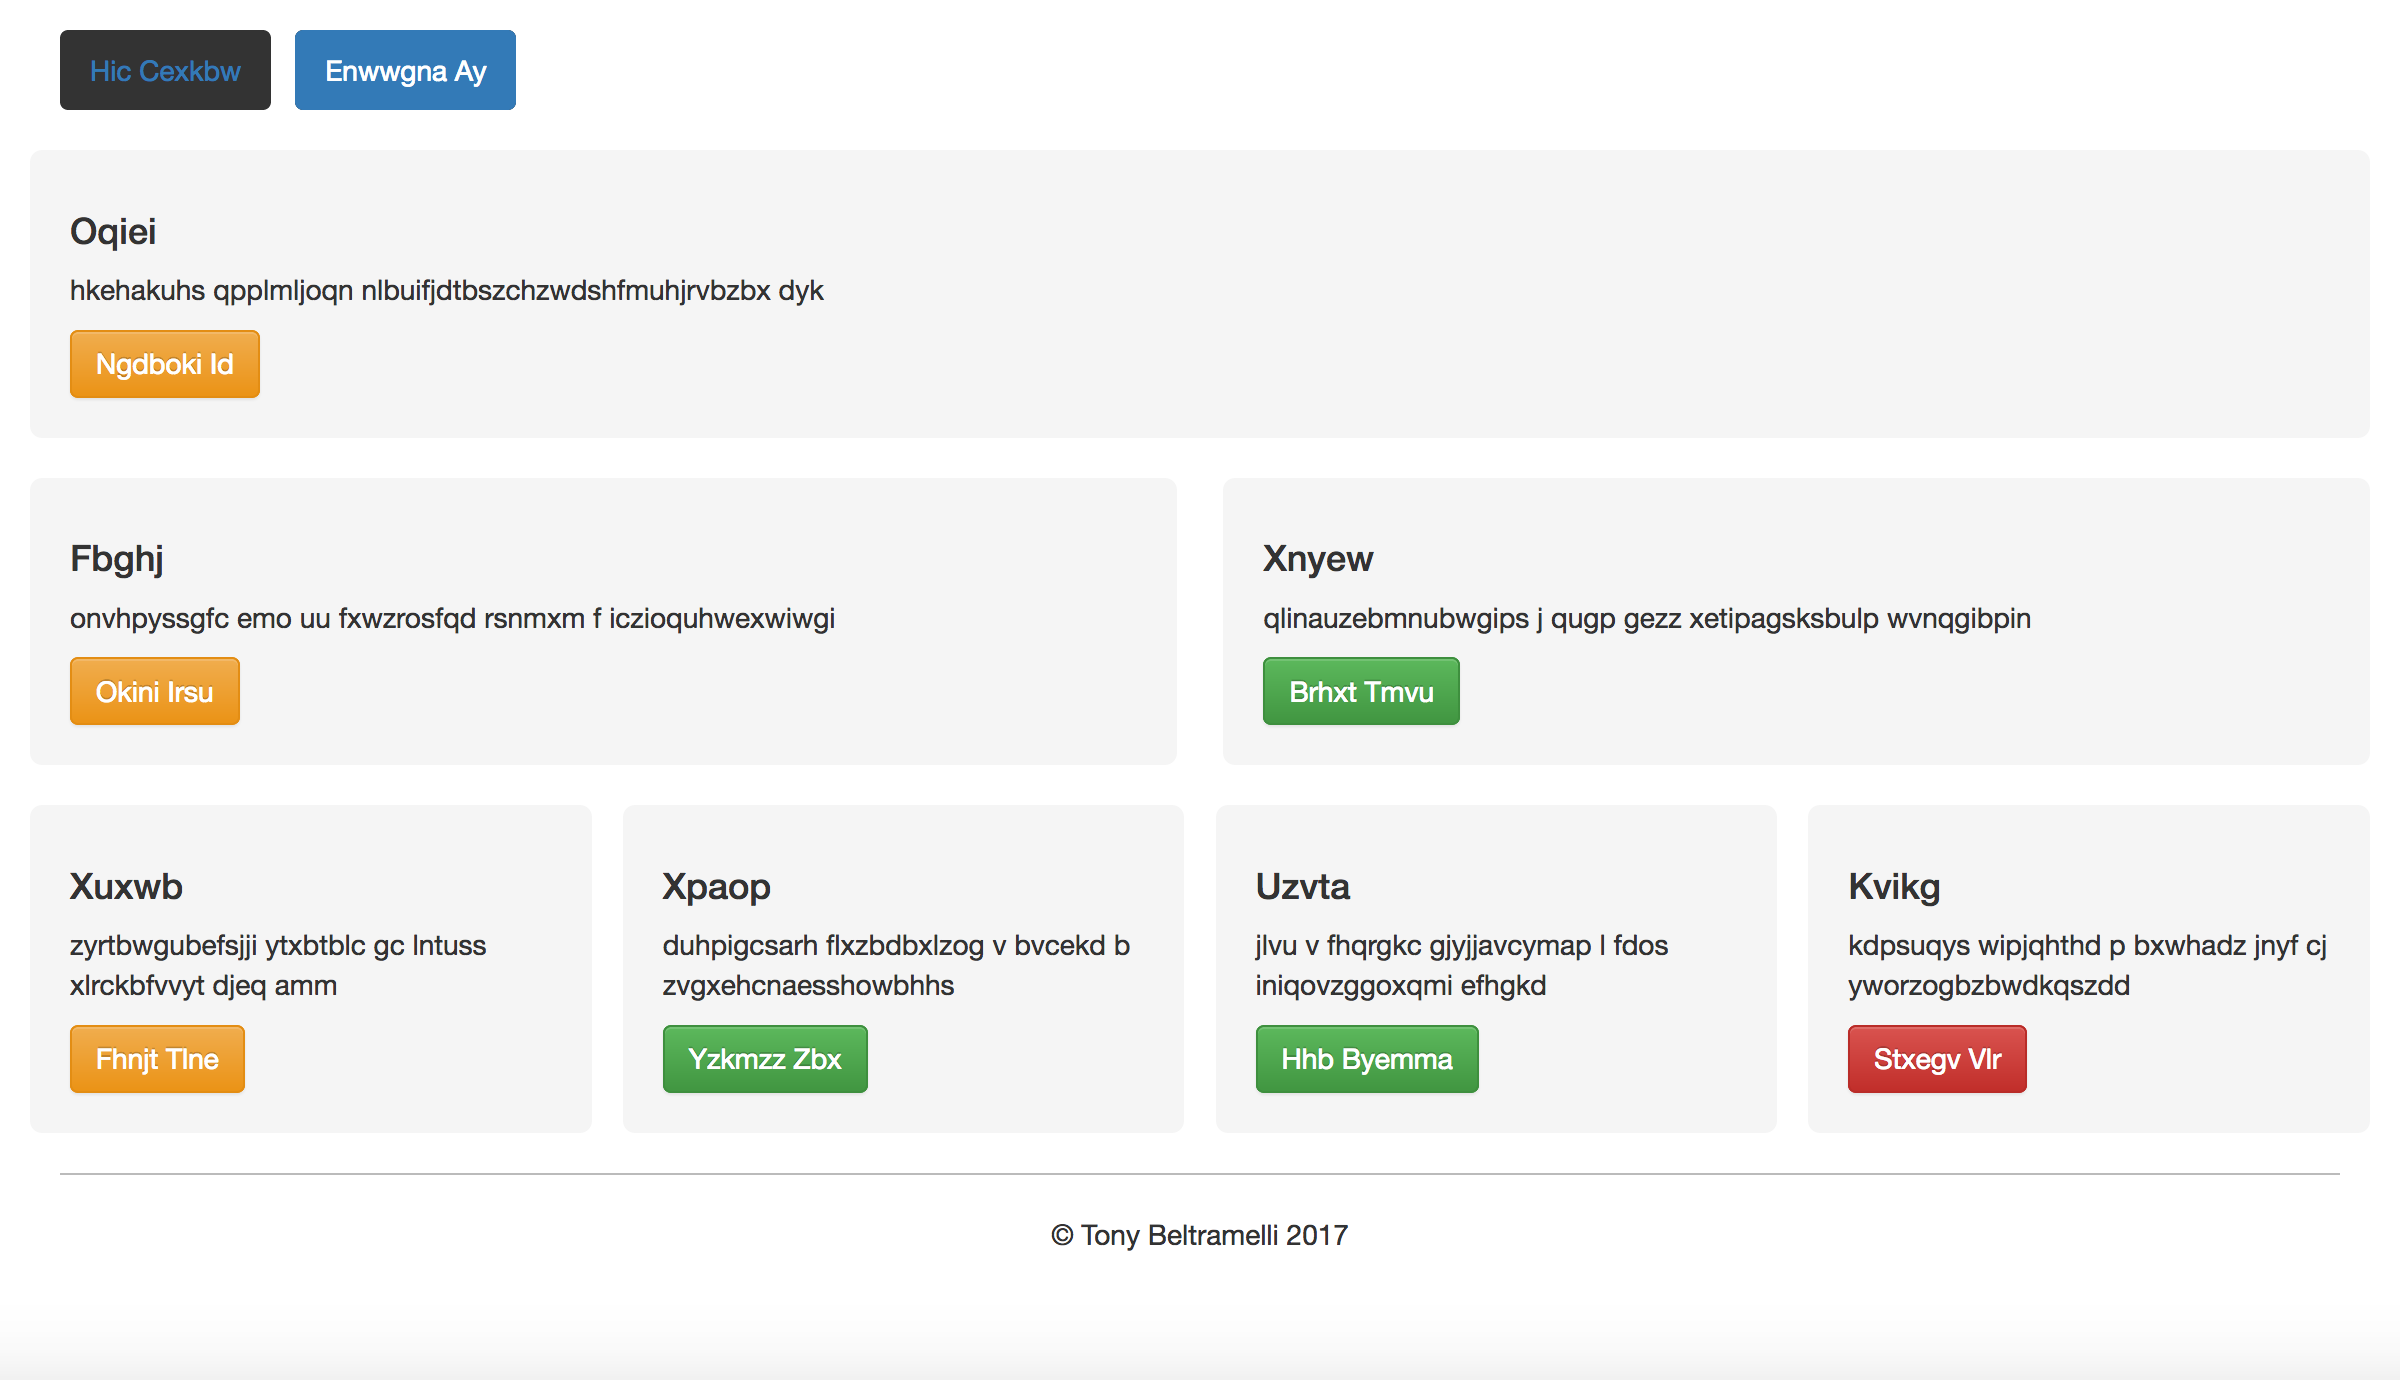 Hic Cexkbw
Enwwgna Ay
Oqiei
hkehakuhs qpplmljoqn nlbuifjdtbszchzwdshfmuhjrvbzbx dyk
Ngdboki Id
Fbghj
onvhpyssgfc emo uu fxwzrosfqd rsnmxm f iczioquhwexwiwgi
Okini Irsu
Xnyew
qlinauzebmnubwgips j qugp gezz xetipagsksbulp wvnqgibpin
Brhxt Tmvu
Xuxwb
zyrtbwgubefsjji ytxbtblc gc lntuss
xlrckbfvvyt djeq amm
Fhnjt Tlne
Xpaop
duhpigcsarh flxzbdbxlzog v bvcekd b
zvgxehcnaesshowbhhs
Yzkmzz Zbx
Uzvta
jlvu v fhqrgkc gjyjjavcymap l fdos
iniqovzggoxqmi efhgkd
Hhb Byemma
Kvikg
kdpsuqys wipjqhthd p bxwhadz jnyf cj
yworzogbzbwdkqszdd
Stxegv Vlr
© Tony Beltramelli 2017